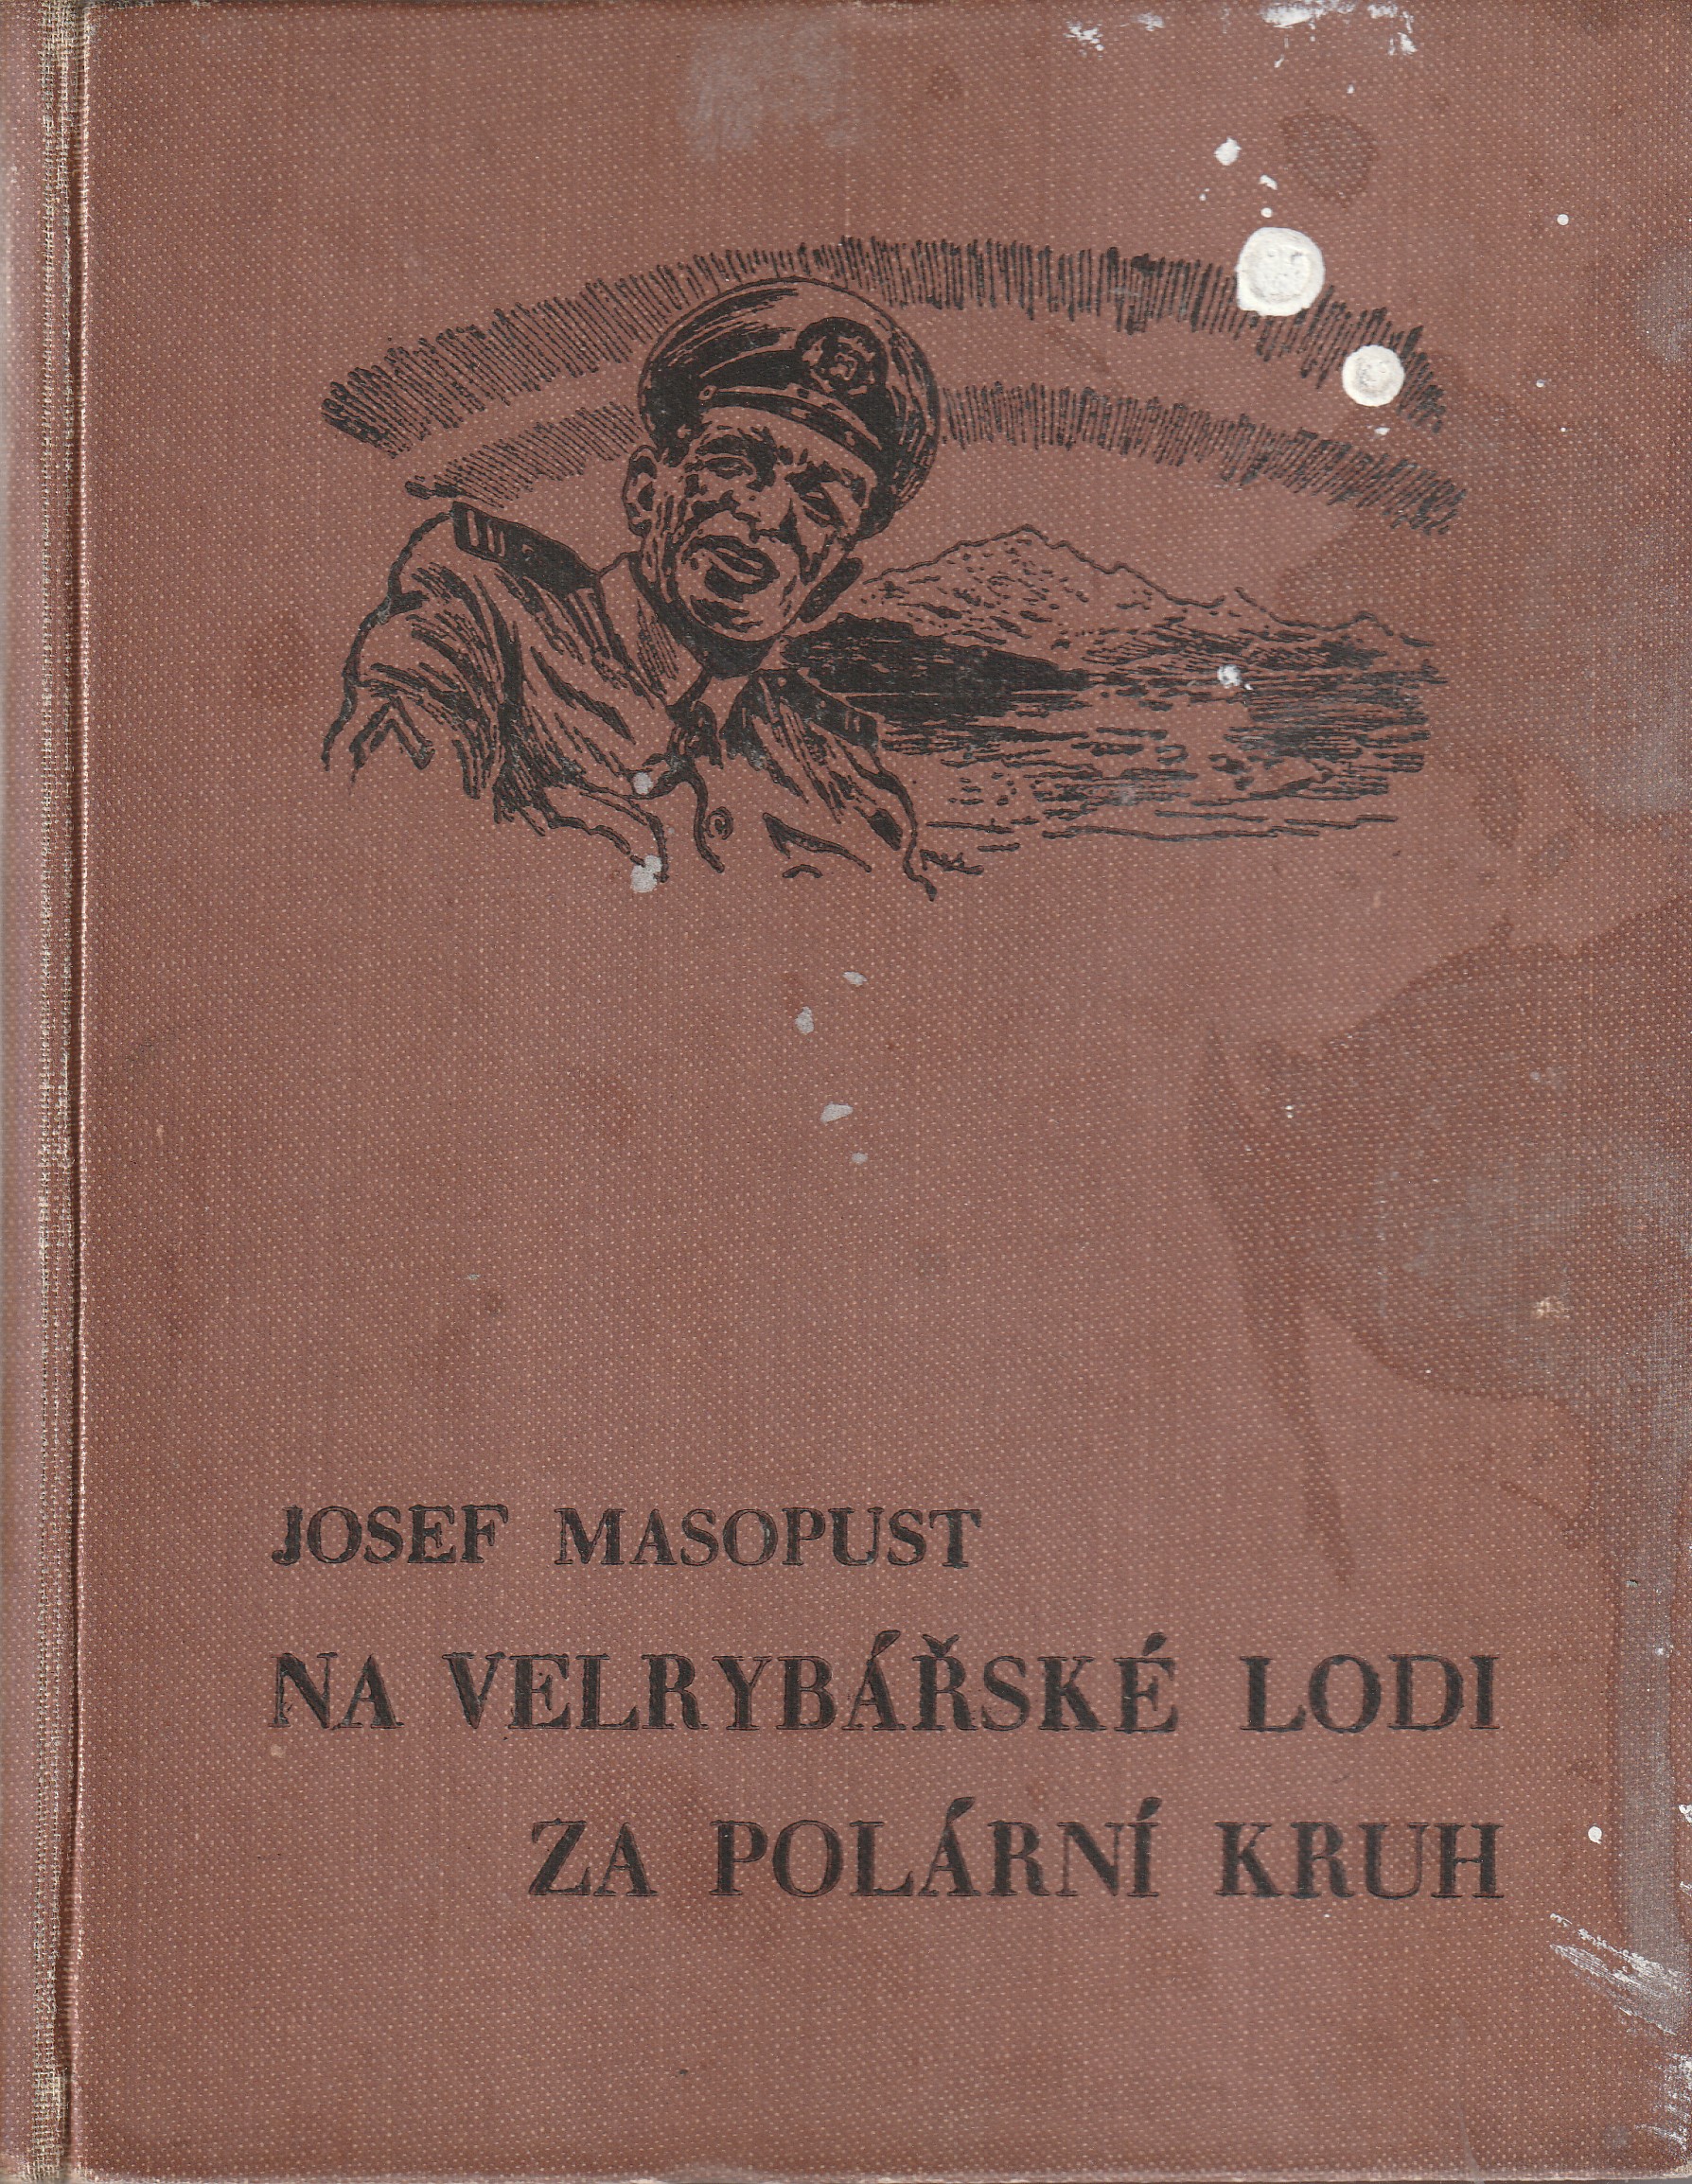 JOSEF MASOPUST
NA VELRYBÁŘSKÉ LODI
ZA POLÁRNÍ KRUH